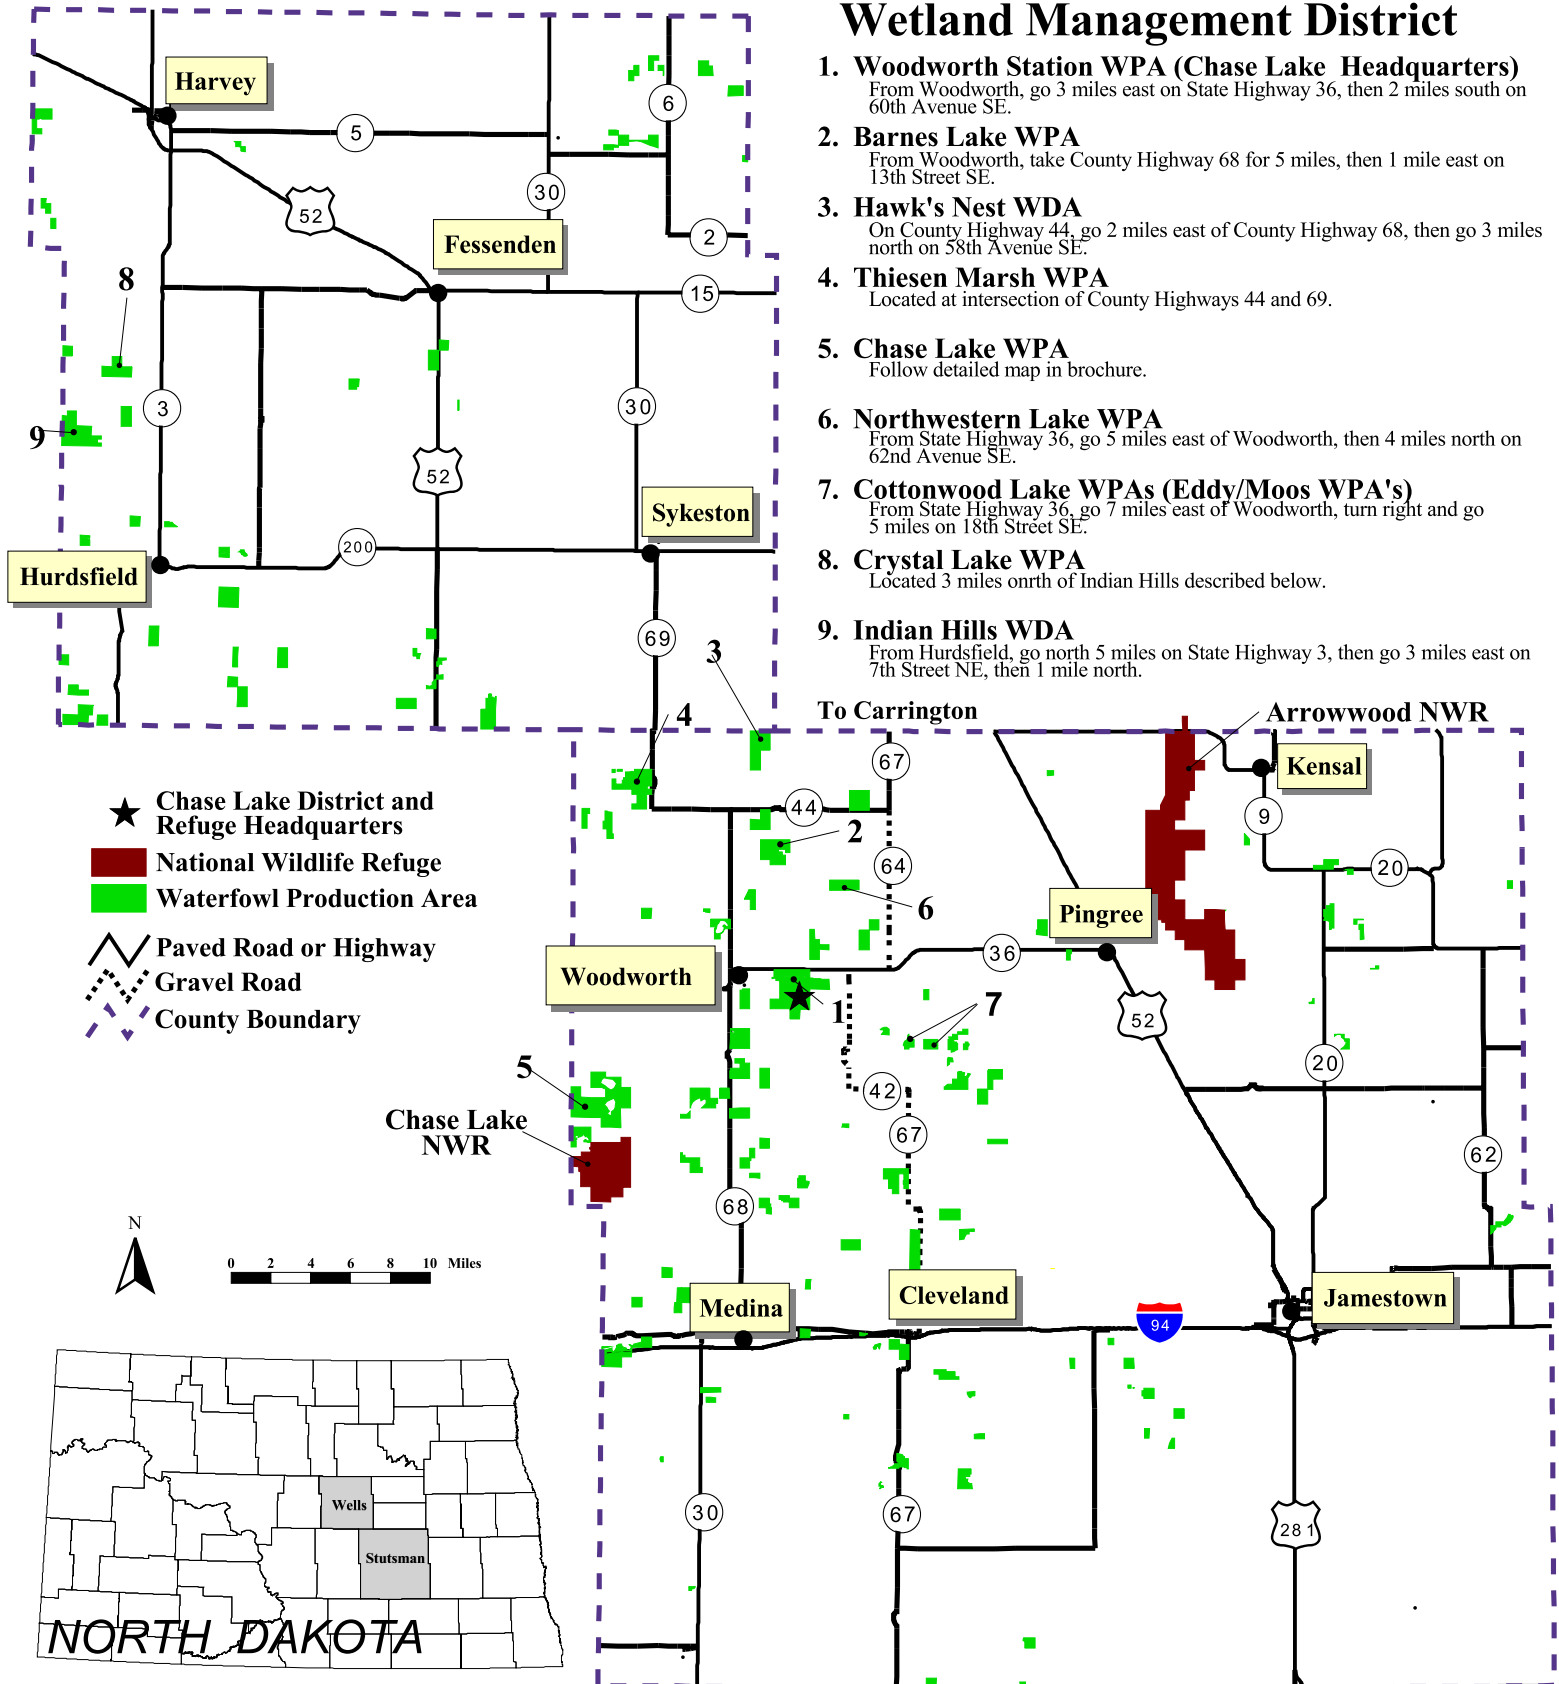 Wetland Management District
1. Woodworth Station WPA (Chase Lake Headquarters)
From Woodworth, go 3 miles east on State Highway 36, then 2 miles south on
60th Avenue SE.
2. Barnes Lake WPA
From Woodworth, take County Highway 68 for 5 miles, then 1 mile east on
13th Street SE.
3. Hawk's Nest WDA
On County Highway 44, go 2 miles east of County Highway 68, then go 3 miles
north on 58th Avenue SE.
4. Thiesen Marsh WPA
Located at intersection of County Highways 44 and 69.
5. Chase Lake WPA
Follow detailed map in brochure.
6. Northwestern Lake WPA
From State Highway 36, go 5 miles east of Woodworth, then 4 miles north on
62nd Avenue SE.
7. Cottonwood Lake WPAs (Eddy/Moos WPA's)
From State Highway 36, go 7 miles east of Woodworth, turn right and go
5 miles on 18th Street SE.
8. Crystal Lake WPA
Located 3 miles onrth of Indian Hills described below.
9. Indian Hills WDA
From Hurdsfield, go north 5 miles on State Highway 3, then go 3 miles east on
7th Street NE, then 1 mile north.
Harvey
6
5
30
52
2
Fessenden
8
15
3
30
9
52
Sykeston
200
Hurdsfield
69
3
4
To Carrington
Arrowwood NWR
67
Kensal
44
9
2
64
20
6
Pingree
36
Woodworth
1
7
52
20
5
42
Chase Lake
NWR
67
62
68
Medina
Cleveland
Jamestown
94
30
67
281
Chase Lake District and
Refuge Headquarters
National Wildlife Refuge
Waterfowl Production Area
Paved Road or Highway
Gravel Road
County Boundary
N
0 2 4 6 8 10 Miles
Wells
Stutsman
NORTH DAKOTA